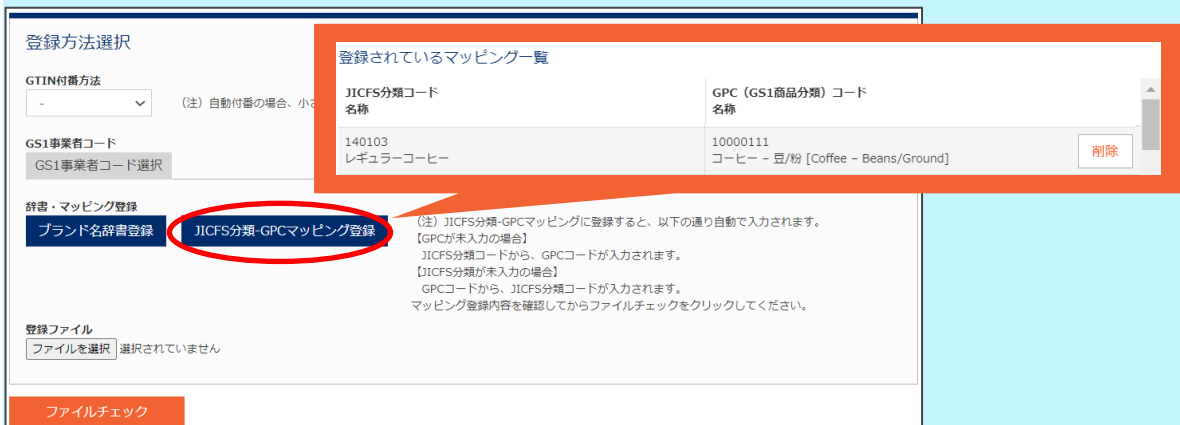 登録方法選択
GTIN付番方法
-
(注) 自動付番の場合、小さ
GS1事業者コード
GS1事業者コード選択
登録されているマッピング一覧
JICFS分類コード
名称
GPC（GS1商品分類）コード
名称
140103
レギュラーコーヒー
10000111
コーヒー – 豆/粉 [Coffee – Beans/Ground]
削除
辞書・マッピング登録
ブランド名辞書登録
JICFS分類-GPCマッピング登録
(注) JICFS分類-GPCマッピングに登録すると、以下の通り自動で入力されます。
【GPCが未入力の場合】
JICFS分類コードから、GPCコードが入力されます。
【JICFS分類が未入力の場合】
GPCコードから、JICFS分類コードが入力されます。
マッピング登録内容を確認してからファイルチェックをクリックしてください。
登録ファイル
ファイルを選択 選択されていません
ファイルチェック